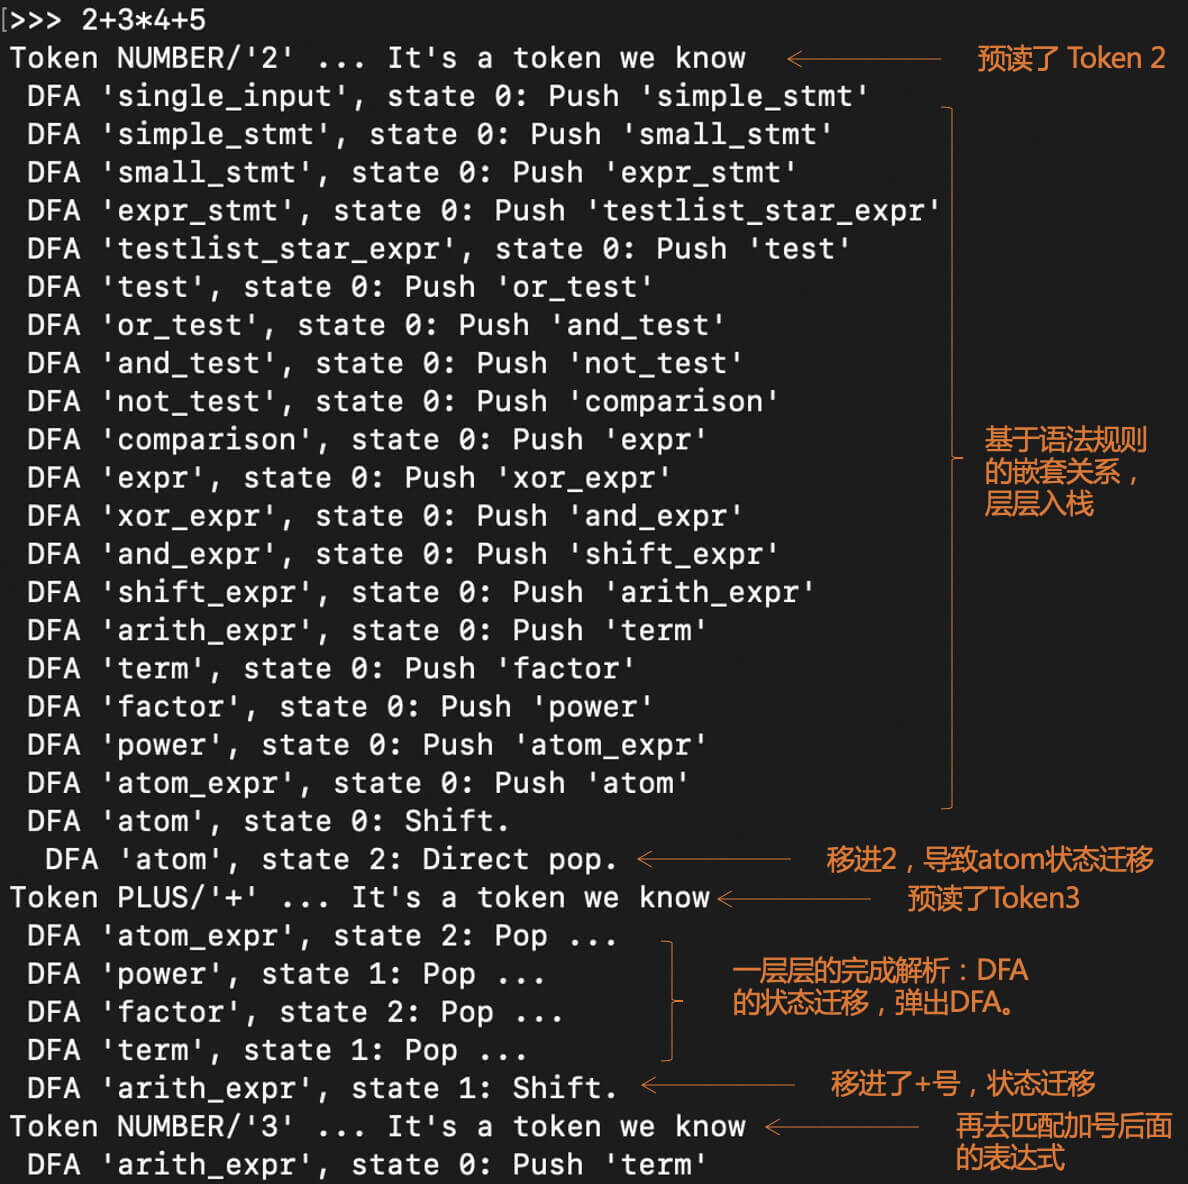 [>>> 2+3*4+5
Token NUMBER/'2' ... It's a token we know
预读了 Token 2
DFA 'single_input', state 0: Push 'simple_stmt'
DFA 'simple_stmt', state 0: Push 'small_stmt'
DFA 'small_stmt', state 0: Push 'expr_stmt'
DFA 'expr_stmt', state 0: Push 'testlist_star_expr'
DFA 'testlist_star_expr', state 0: Push 'test'
DFA 'test', state 0: Push 'or_test'
DFA 'or_test', state 0: Push 'and_test'
DFA 'and_test', state 0: Push 'not_test'
DFA 'not_test', state 0: Push 'comparison'
DFA 'comparison', state 0: Push 'expr'
DFA 'expr', state 0: Push 'xor_expr'
DFA 'xor_expr', state 0: Push 'and_expr'
DFA 'and_expr', state 0: Push 'shift_expr'
DFA 'shift_expr', state 0: Push 'arith_expr'
DFA 'arith_expr', state 0: Push 'term'
DFA 'term', state 0: Push 'factor'
DFA 'factor', state 0: Push 'power'
DFA 'power', state 0: Push 'atom_expr'
DFA 'atom_expr', state 0: Push 'atom'
基于语法规则
的嵌套关系，
层层入栈
DFA 'atom', state 0: Shift.
DFA 'atom', state 2: Direct pop.
移进2，导致atom状态迁移
Token PLUS/'+' ... It's a token we know
预读了Token3
DFA 'atom_expr', state 2: Pop ...
DFA 'power', state 1: Pop ...
DFA 'factor', state 2: Pop ...
DFA 'term', state 1: Pop ...
一层层的完成解析：DFA
的状态迁移，弹出DFA。
DFA 'arith_expr', state 1: Shift.
移进了+号，状态迁移
Token NUMBER/'3' ... It's a token we know
再去匹配加号后面
的表达式
DFA 'arith_expr', state 0: Push 'term'